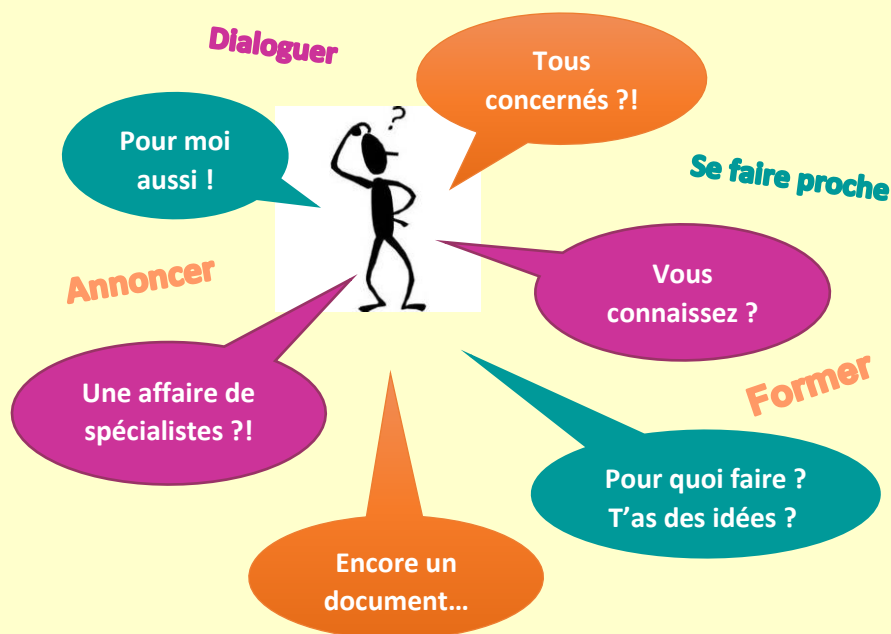 Dialoguer
Tous
concernés ?!
Pour moi
aussi !
?
Se faire proche
Annoncer
Vous
connaissez ?
Une affaire de
spécialistes ?!
Former
Pour quoi faire ?
T'as des idées ?
Encore un
document…